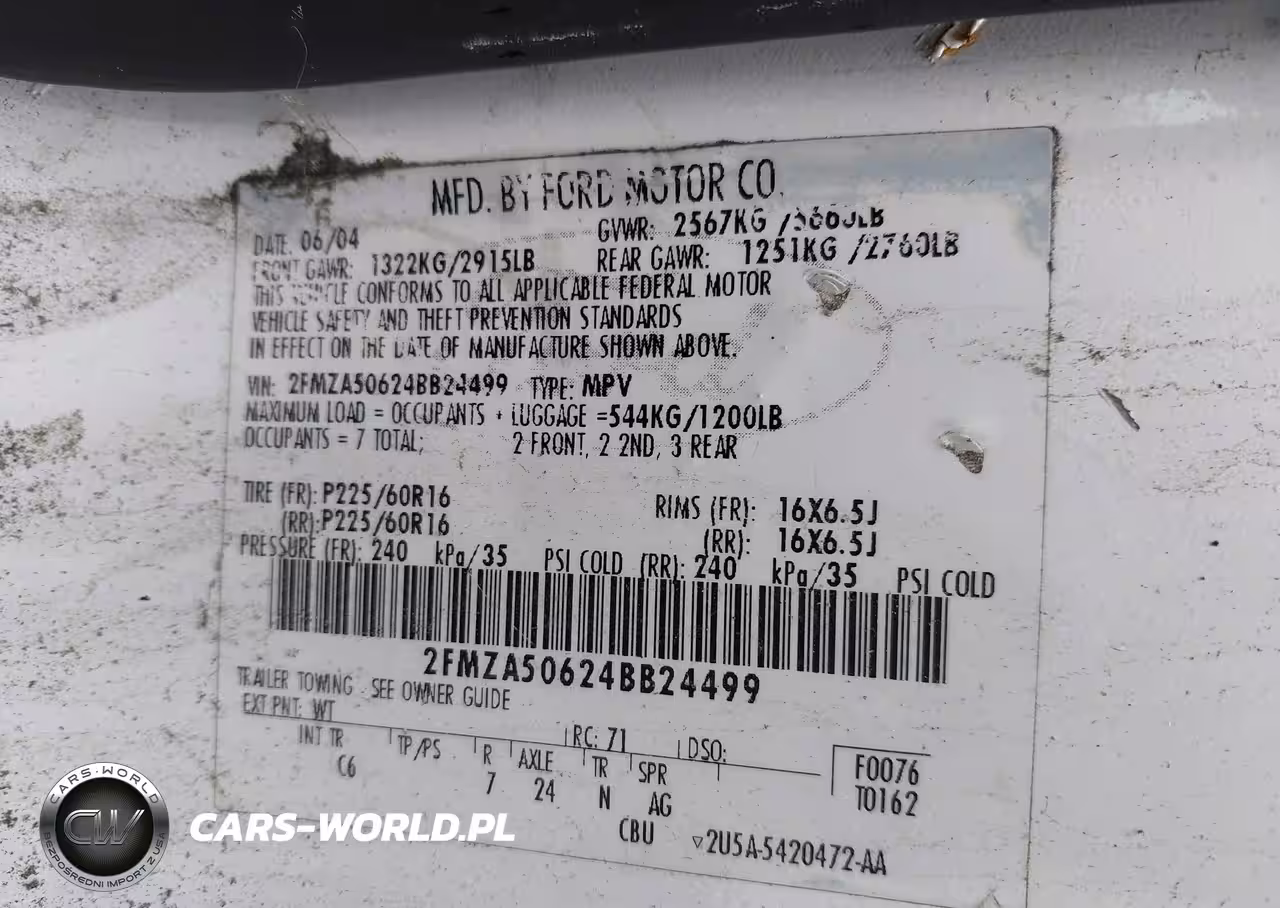 MFD. BY FORD MOTOR CO.
DATE: 06/04
GVWR: 2567KG /5660LB
FRONT GAWR: 1322KG/2915LB
REAR GAWR: 1251KG /2760LB
THIS VEHICLE CONFORMS TO ALL APPLICABLE FEDERAL MOTOR
VEHICLE SAFETY AND THEFT PREVENTION STANDARDS
IN EFFECT ON THE DATE OF MANUFACTURE SHOWN ABOVE.
VIN: 2FMZA50624BB24499 TYPE: MPV
MAXIMUM LOAD = OCCUPANTS + LUGGAGE =544KG/1200LB
OCCUPANTS = 7 TOTAL; 2 FRONT, 2 2ND, 3 REAR
TIRE (FR): P225/60R16 RIMS (FR): 16X6.5J
(RR): P225/60R16 (RR): 16X6.5J
PRESSURE (FR): 240 kPa/35 PSI COLD (RR): 240 kPa/35 PSI COLD
2FMZA50624BB24499
TRAILER TOWING - SEE OWNER GUIDE
EXT PNT: WT RC: 71 DSO:
INT TR TP/PS R AXLE TR SPR
C6 7 24 N AG
F0076
T0162
CBU ▽2U5A-5420472-AA
CARS-WORLD
CW
BEZPOŚREDNI IMPORT Z USA
CARS-WORLD.PL